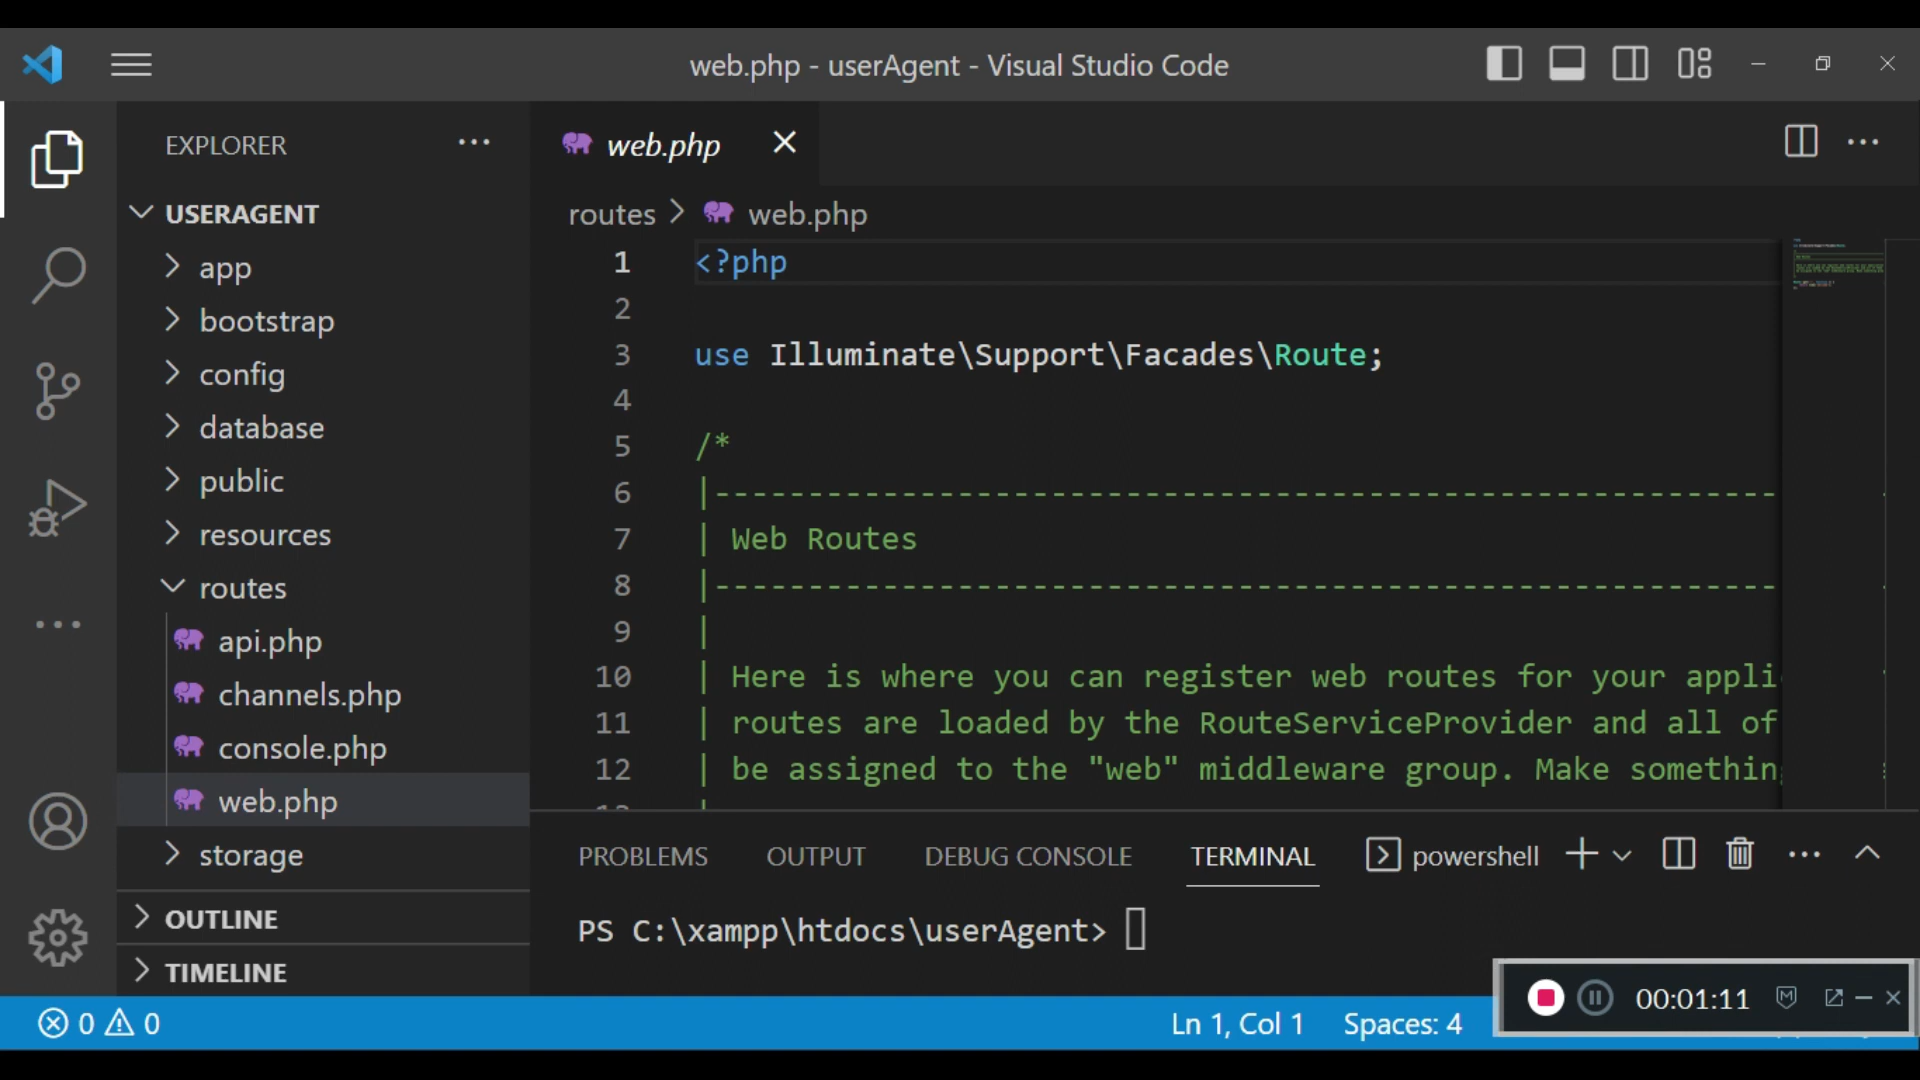 web.php - userAgent - Visual Studio Code
EXPLORER
USERAGENT
app
bootstrap
config
database
public
resources
routes
api.php
channels.php
console.php
web.php
storage
OUTLINE
TIMELINE
web.php
routes > web.php
1 <?php
2
3 use Illuminate\Support\Facades\Route;
4
5 /*
6 |---------------------------------------------------------
7 | Web Routes
8 |---------------------------------------------------------
9 |
10 | Here is where you can register web routes for your appli
11 | routes are loaded by the RouteServiceProvider and all of
12 | be assigned to the "web" middleware group. Make somethin
PROBLEMS OUTPUT DEBUG CONSOLE TERMINAL powershell
PS C:\xampp\htdocs\userAgent>
0 0 Ln 1, Col 1 Spaces: 4
00:01:11